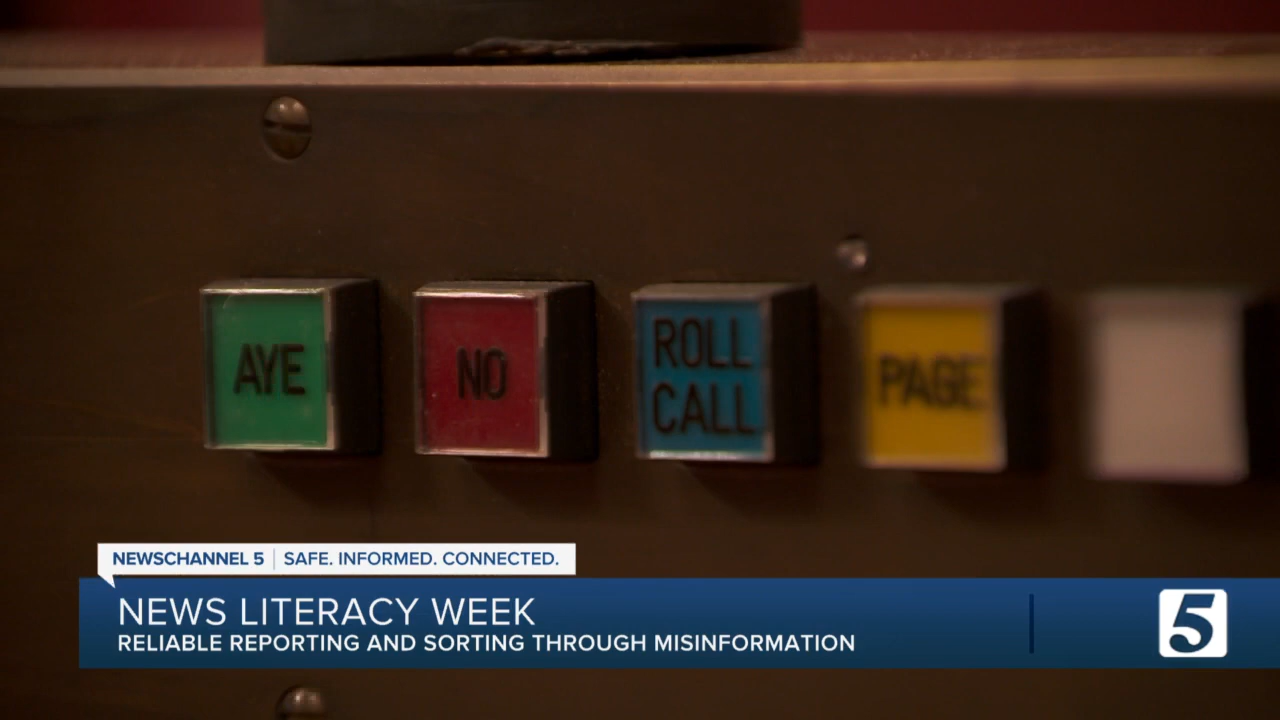 AYE
NO
ROLL
CALL
PAGE
NEWSCHANNEL 5 | SAFE. INFORMED. CONNECTED.
NEWS LITERACY WEEK
RELIABLE REPORTING AND SORTING THROUGH MISINFORMATION
5